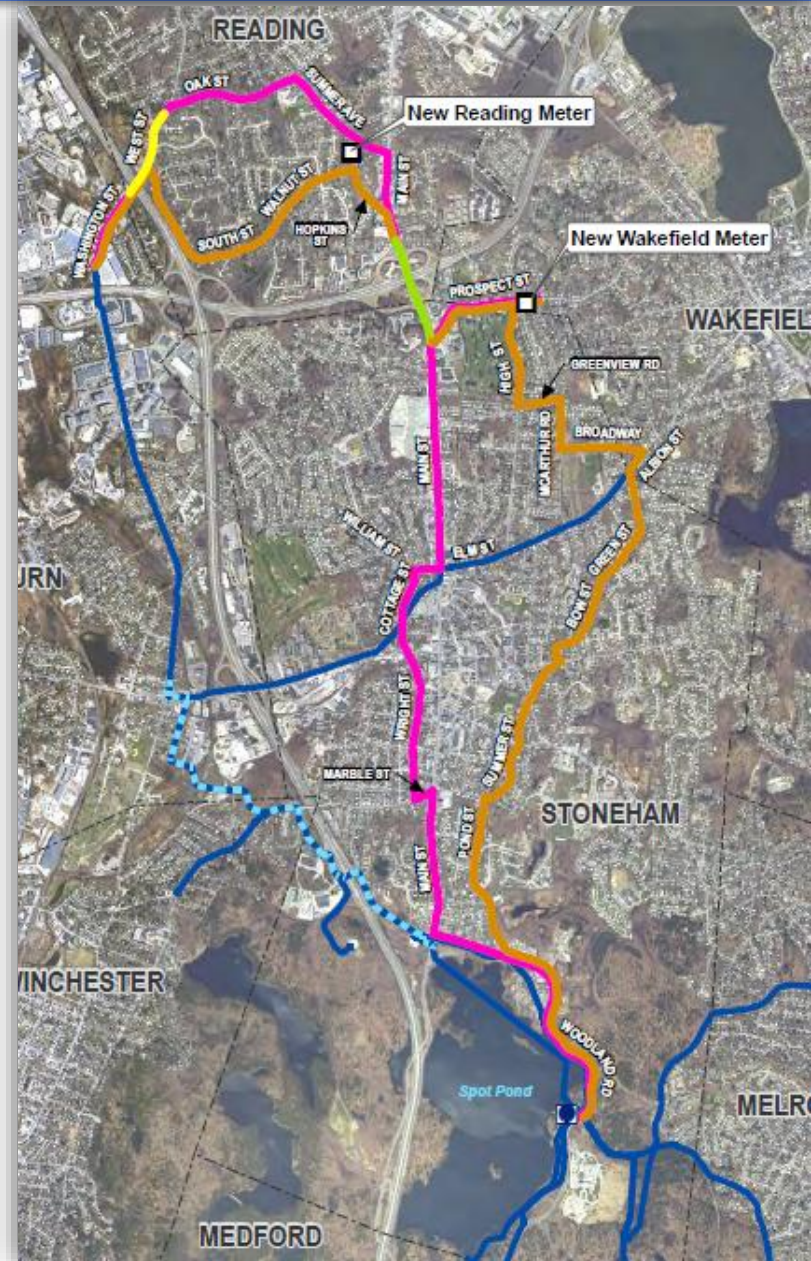 READING
OAK ST
SUMMER AVE
New Reading Meter
WEST ST
MAIN ST
WALNUT ST
WASHINGTON ST
SOUTH ST
HOPKINS
ST
New Wakefield Meter
PROSPECT ST
WAKEFIEL
HIGH ST
GREENVIEW RD
MCARTHUR RD
BROADWAY
ALBION ST
MAIN ST
WILLIAM ST
ELM ST
GREEN ST
URN
COTTAGE ST
BOW ST
WRIGHT ST
SUMMER ST
MARBLE ST
STONEHAM
POND ST
MAIN ST
WINCHESTER
WOODLAND RD
Spot Pond
MELRO
MEDFORD